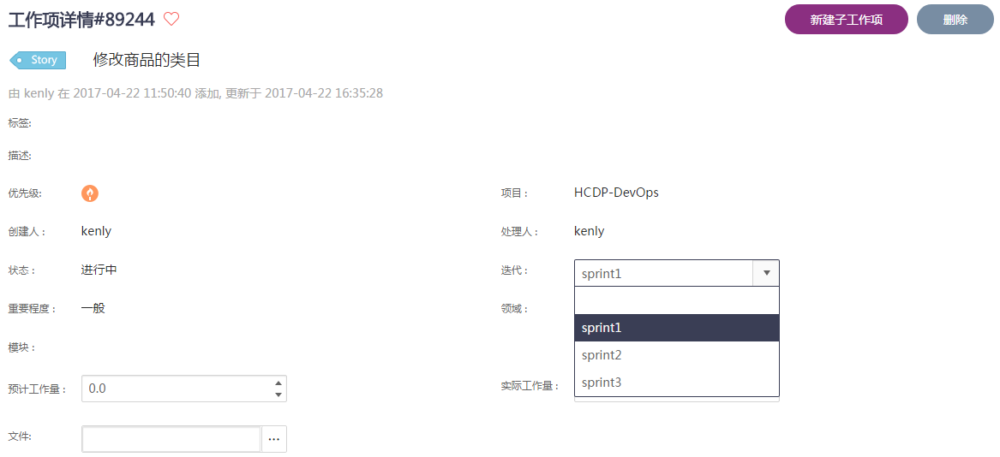 工作项详情#89244
新建子工作项
删除
Story
修改商品的类目
由 kenly 在 2017-04-22 11:50:40 添加, 更新于 2017-04-22 16:35:28
标签:
描述:
优先级:
项目 :
HCDP-DevOps
创建人 :
kenly
处理人 :
kenly
状态 :
进行中
迭代 :
sprint1
重要程度 :
一般
领域 :
sprint1
sprint2
sprint3
模块 :
预计工作量 :
0.0
实际工作量 :
文件:
...